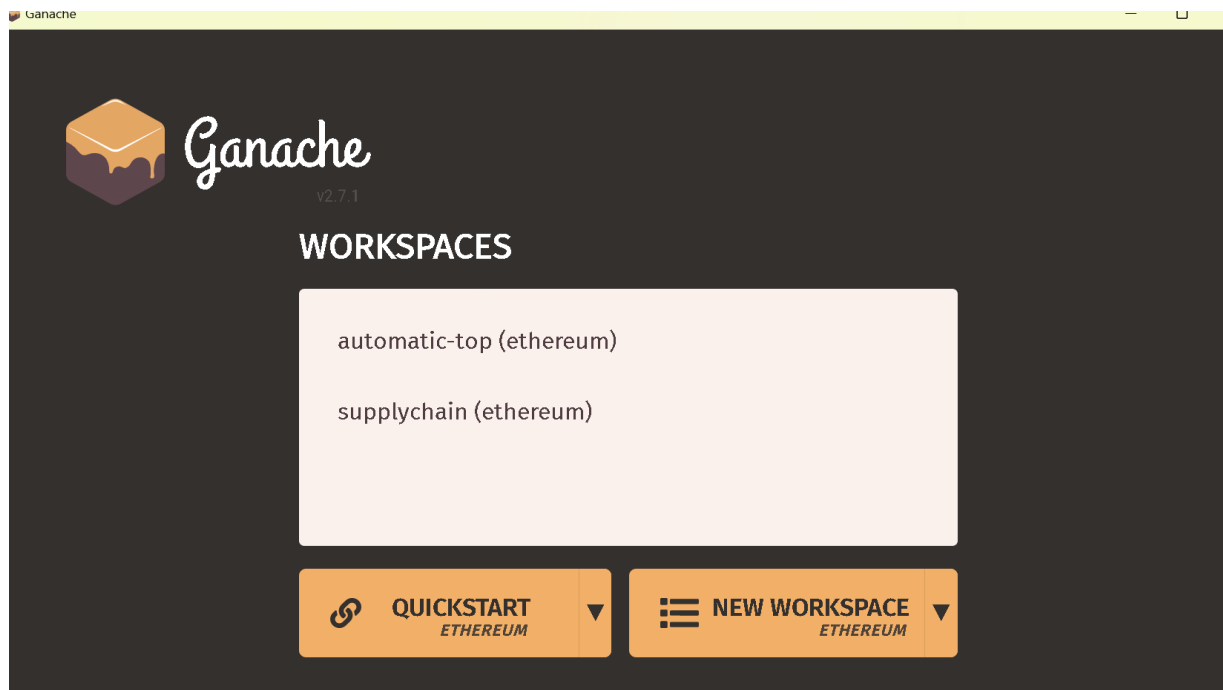 Ganache
Ganache
v2.7.1
WORKSPACES
automatic-top (ethereum)
supplychain (ethereum)
QUICKSTART
ETHEREUM
NEW WORKSPACE
ETHEREUM